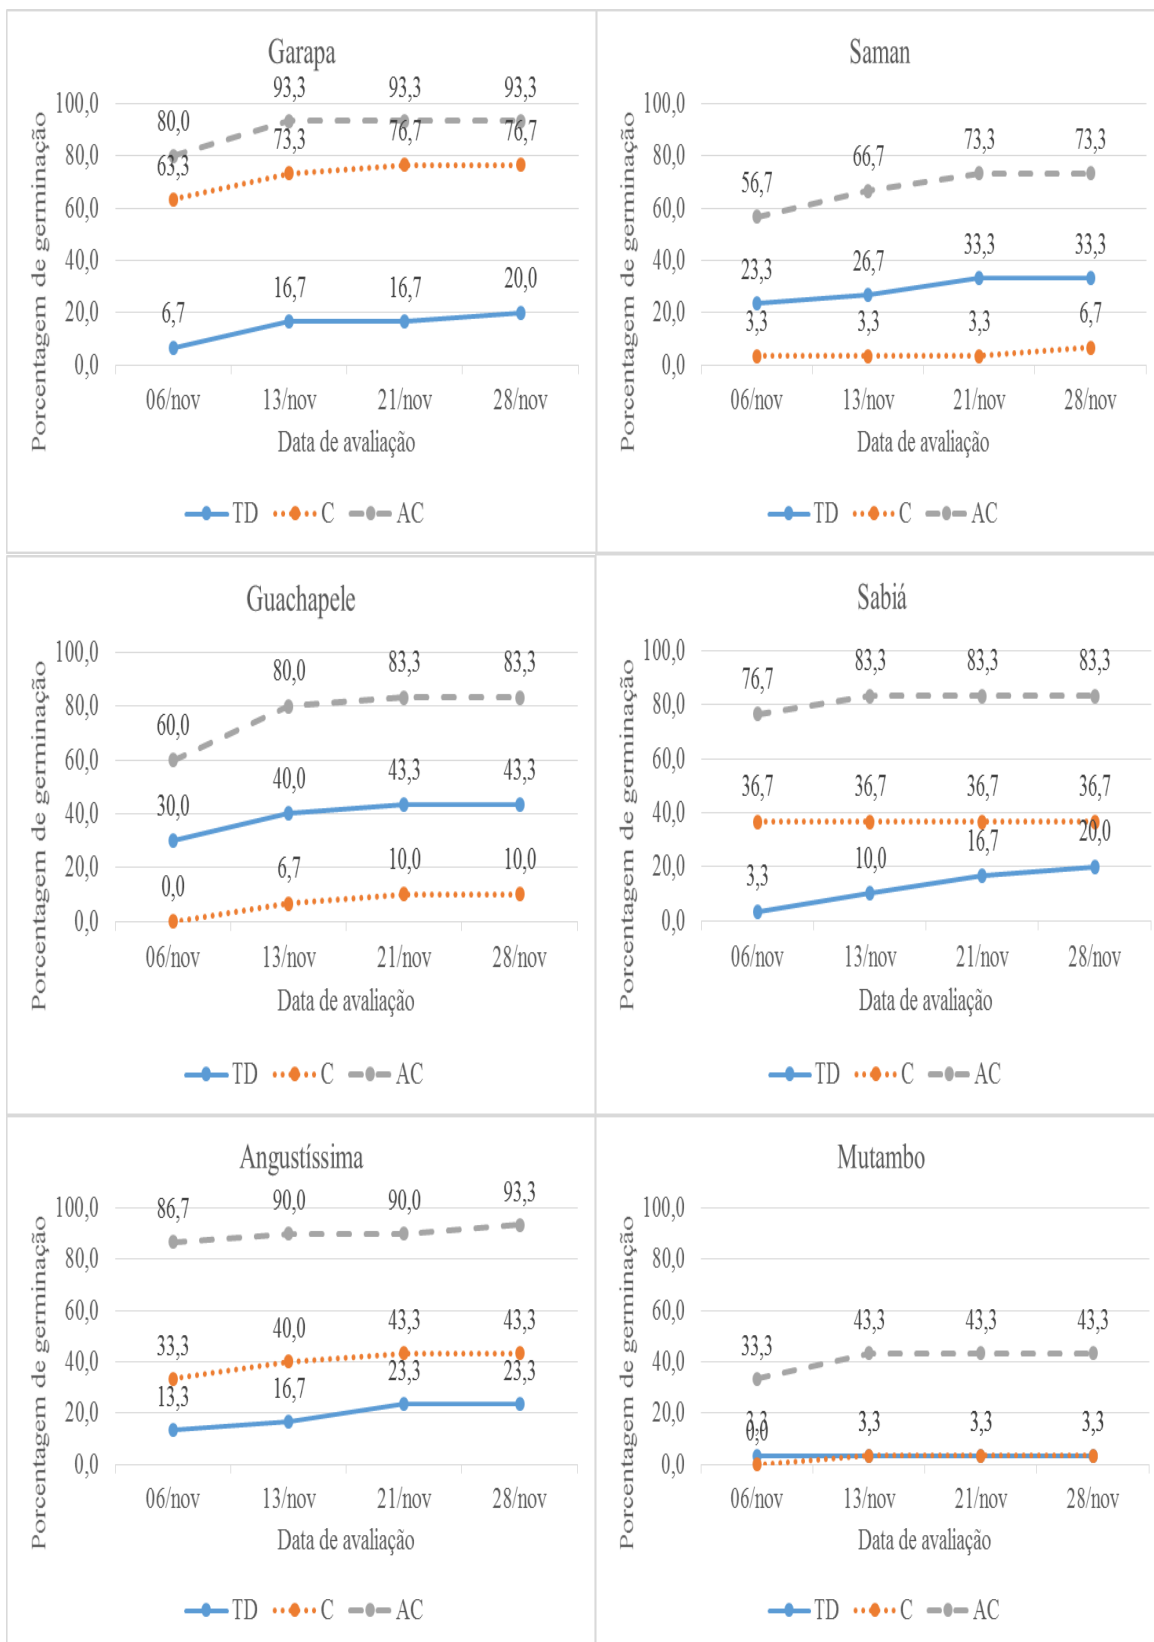 Garapa
Porcentagem de germinação
100,0
80,0
60,0
40,0
20,0
0,0
80,0 93,3 93,3 93,3
63,3 73,3 76,7 76,7
6,7 16,7 16,7 20,0
06/nov 13/nov 21/nov 28/nov
Data de avaliação
TD C AC
Saman
Porcentagem de germinação
100,0
80,0
60,0
40,0
20,0
0,0
56,7 66,7 73,3 73,3
23,3 26,7 33,3 33,3
3,3 3,3 3,3 6,7
06/nov 13/nov 21/nov 28/nov
Data de avaliação
TD C AC
Guachapele
Porcentagem de germinação
100,0
80,0
60,0
40,0
20,0
0,0
60,0 80,0 83,3 83,3
30,0 40,0 43,3 43,3
0,0 6,7 10,0 10,0
06/nov 13/nov 21/nov 28/nov
Data de avaliação
TD C AC
Sabiá
Porcentagem de germinação
100,0
80,0
60,0
40,0
20,0
0,0
76,7 83,3 83,3 83,3
36,7 36,7 36,7 36,7
3,3 10,0 16,7 20,0
06/nov 13/nov 21/nov 28/nov
Data de avaliação
TD C AC
Angustíssima
Porcentagem de germinação
100,0
80,0
60,0
40,0
20,0
0,0
86,7 90,0 90,0 93,3
33,3 40,0 43,3 43,3
13,3 16,7 23,3 23,3
06/nov 13/nov 21/nov 28/nov
Data de avaliação
TD C AC
Mutambo
Porcentagem de germinação
100,0
80,0
60,0
40,0
20,0
0,0
33,3 43,3 43,3 43,3
3,3 3,3 3,3 3,3
0,0
06/nov 13/nov 21/nov 28/nov
Data de avaliação
TD C AC